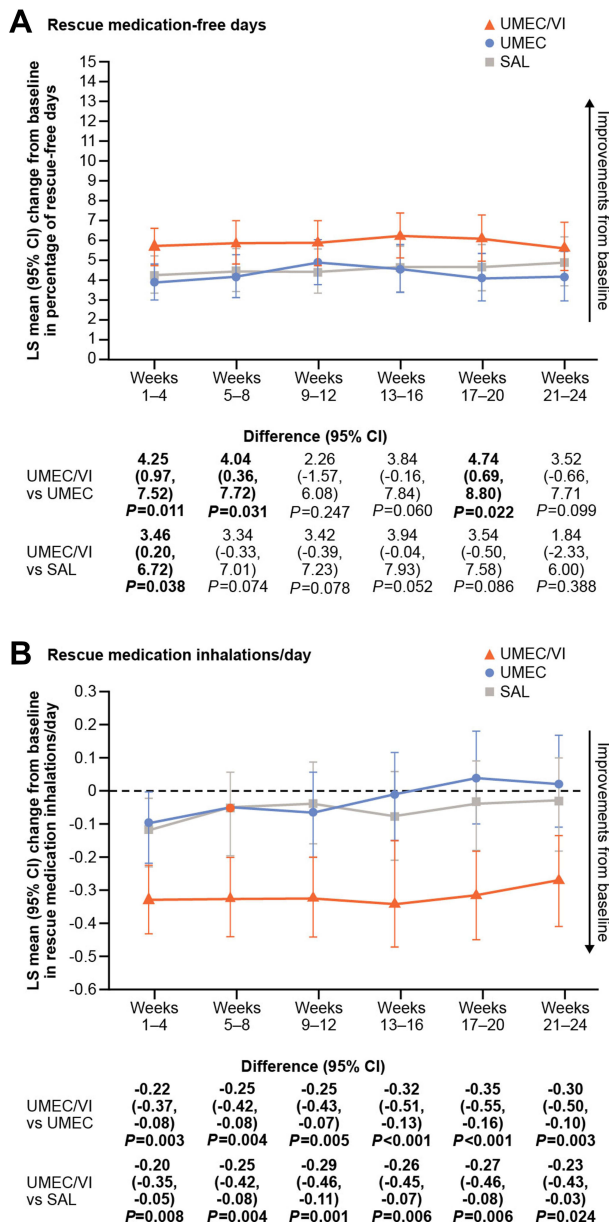 A Rescue medication-free days
UMEC/VI
UMEC
SAL
LS mean (95% CI) change from baseline
in percentage of rescue-free days
15
14
13
12
11
10
9
8
7
6
5
4
3
2
1
0
Improvements from baseline
Weeks Weeks Weeks Weeks Weeks Weeks
1–4 5–8 9–12 13–16 17–20 21–24
Difference (95% CI)
4.25 4.04 2.26 3.84 4.74 3.52
UMEC/VI (0.97, (0.36, (-1.57, (-0.16, (0.69, (-0.66,
vs UMEC 7.52) 7.72) 6.08) 7.84) 8.80) 7.71
P=0.011 P=0.031 P=0.247 P=0.060 P=0.022 P=0.099
3.46 3.34 3.42 3.94 3.54 1.84
UMEC/VI (0.20, (-0.33, (-0.39, (-0.04, (-0.50, (-2.33,
vs SAL 6.72) 7.01) 7.23) 7.93) 7.58) 6.00)
P=0.038 P=0.074 P=0.078 P=0.052 P=0.086 P=0.388
B Rescue medication inhalations/day
UMEC/VI
UMEC
SAL
LS mean (95% CI) change from baseline
in rescue medication inhalations/day
0.3
0.2
0.1
0
-0.1
-0.2
-0.3
-0.4
-0.5
-0.6
Improvements from baseline
Weeks Weeks Weeks Weeks Weeks Weeks
1–4 5–8 9–12 13–16 17–20 21–24
Difference (95% CI)
-0.22 -0.25 -0.25 -0.32 -0.35 -0.30
UMEC/VI (-0.37, (-0.42, (-0.43, (-0.51, (-0.55, (-0.50,
vs UMEC -0.08) -0.08) -0.07) -0.13) -0.16) -0.10)
P=0.003 P=0.004 P=0.005 P<0.001 P<0.001 P=0.003
-0.20 -0.25 -0.29 -0.26 -0.27 -0.23
UMEC/VI (-0.35, (-0.42, (-0.46, (-0.45, (-0.46, (-0.43,
vs SAL -0.05) -0.08) -0.11) -0.07) -0.08) -0.03)
P=0.008 P=0.004 P=0.001 P=0.006 P=0.006 P=0.024